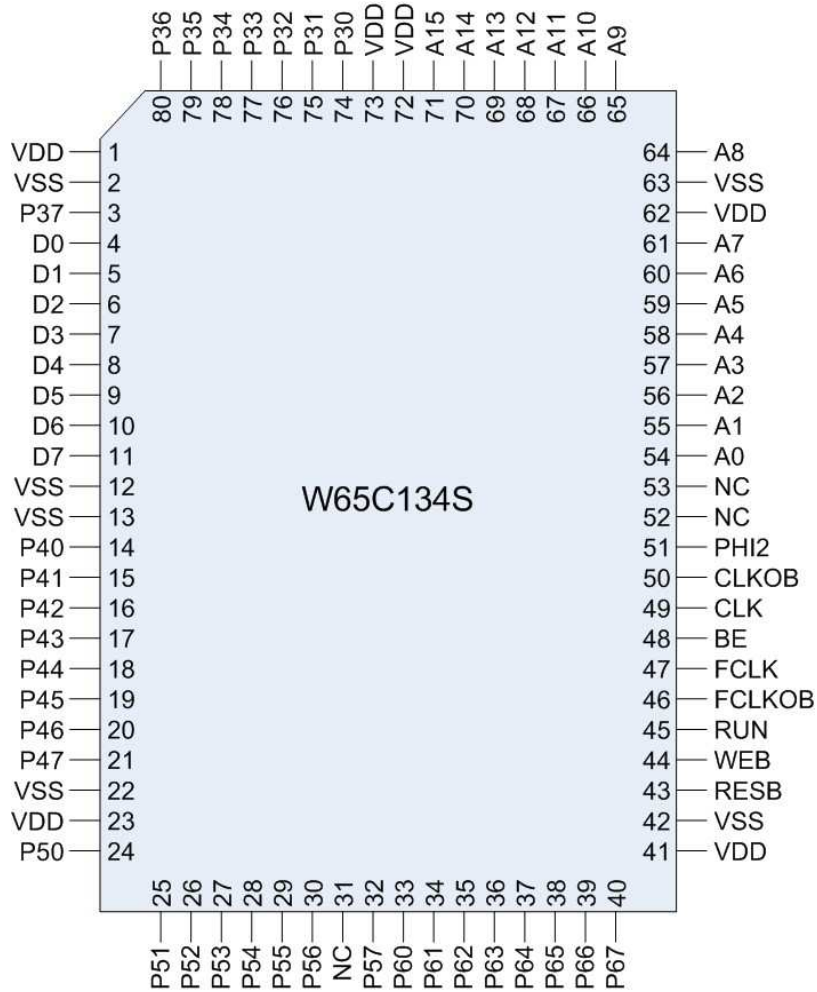 P36 P35 P34 P33 P32 P31 P30 VDD VDD A15 A14 A13 A12 A11 A10 A9
80 79 78 77 76 75 74 73 72 71 70 69 68 67 66 65
VDD 1 64 A8
VSS 2 63 VSS
P37 3 62 VDD
D0 4 61 A7
D1 5 60 A6
D2 6 59 A5
D3 7 58 A4
D4 8 57 A3
D5 9 56 A2
D6 10 55 A1
D7 11 54 A0
VSS 12 53 NC
W65C134S
VSS 13 52 NC
P40 14 51 PHI2
P41 15 50 CLKOB
P42 16 49 CLK
P43 17 48 BE
P44 18 47 FCLK
P45 19 46 FCLKOB
P46 20 45 RUN
P47 21 44 WEB
VSS 22 43 RESB
VDD 23 42 VSS
P50 24 41 VDD
25 26 27 28 29 30 31 32 33 34 35 36 37 38 39 40
P51 P52 P53 P54 P55 P56 NC P57 P60 P61 P62 P63 P64 P65 P66 P67